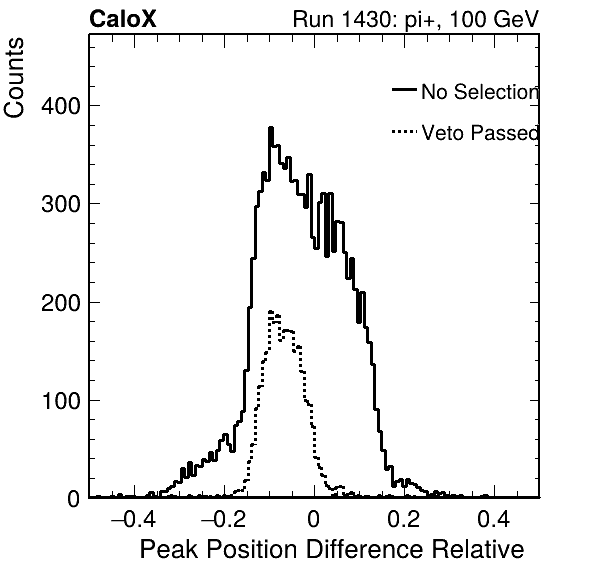 CaloX Run 1430: pi+, 100 GeV
Counts
No Selection
Veto Passed
400
300
200
100
0
−0.4 −0.2 0 0.2 0.4
Peak Position Difference Relative